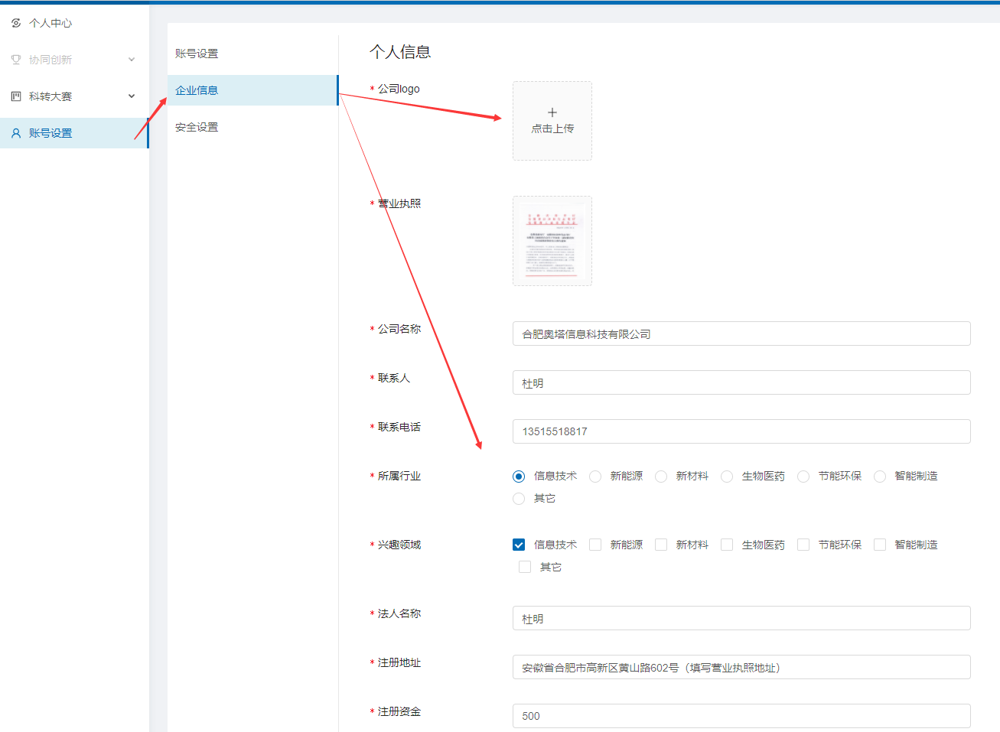 个人中心
协同创新
科转大赛
账号设置
账号设置
企业信息
安全设置
个人信息
* 公司logo
点击上传
* 营业执照
* 公司名称
合肥奥塔信息科技有限公司
* 联系人
杜明
* 联系电话
13515518817
* 所属行业
信息技术 新能源 新材料 生物医药 节能环保 智能制造
其它
* 兴趣领域
信息技术 新能源 新材料 生物医药 节能环保 智能制造
其它
* 法人名称
杜明
* 注册地址
安徽省合肥市高新区黄山路602号（填写营业执照地址）
* 注册资金
500